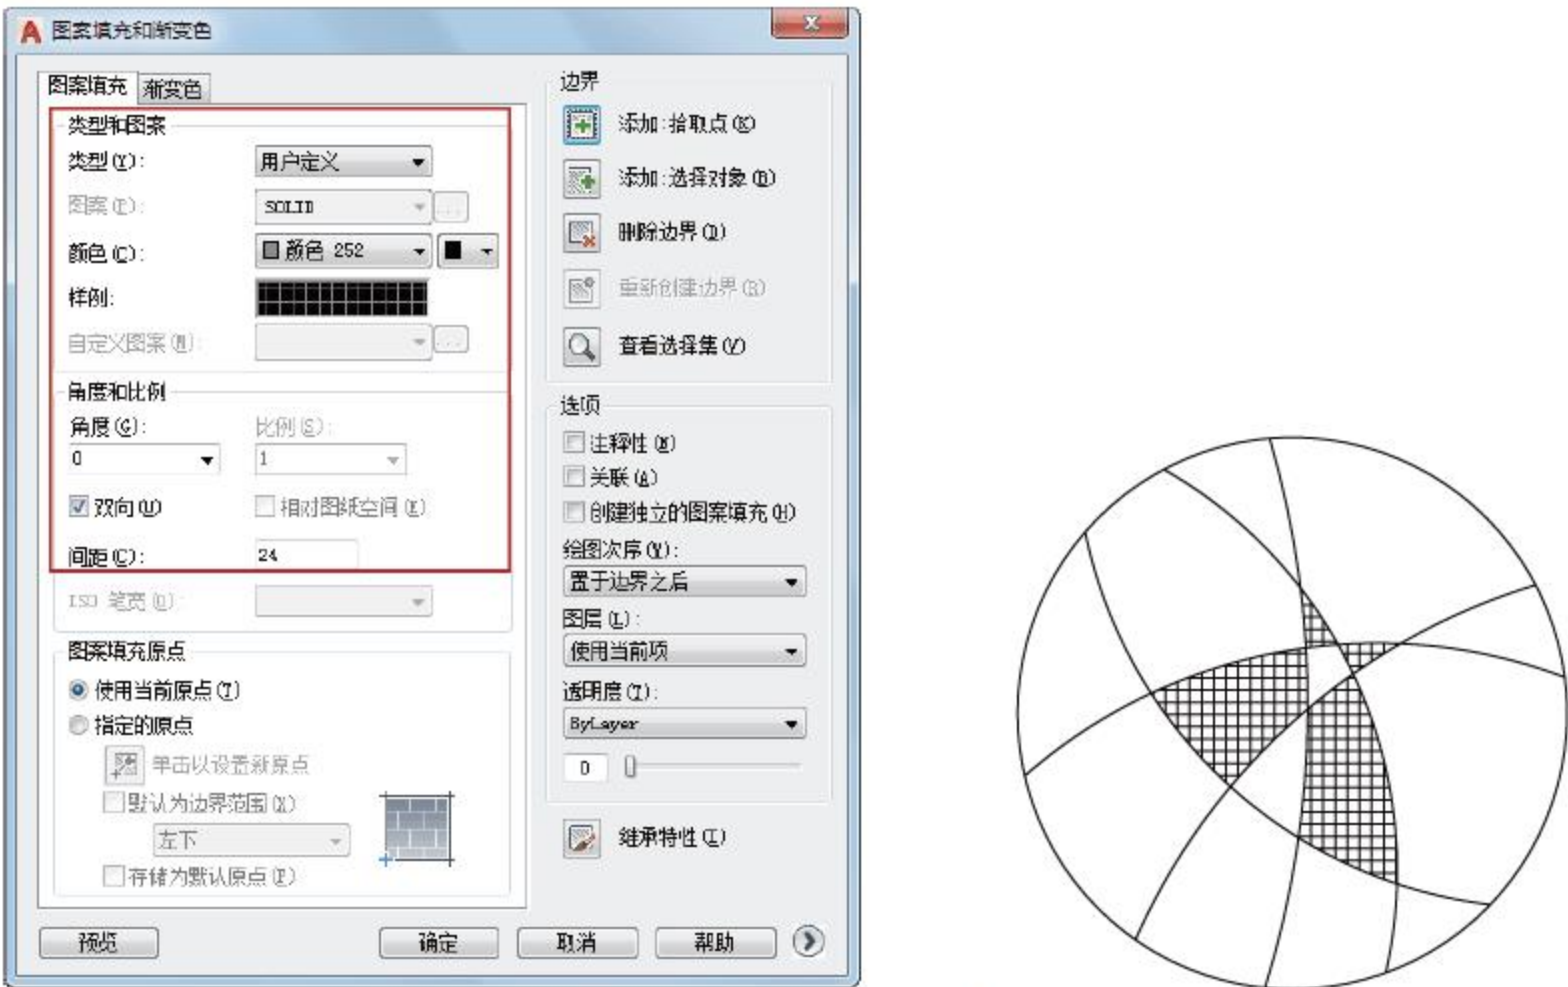 图案填充和渐变色
图案填充
渐变色
类型和图案
类型(Y):
用户定义
图案(P):
SOLID
...
颜色(C):
颜色 252
样例:
自定义图案(M):
...
角度和比例
角度(G):
比例(S):
0
1
双向(U)
相对图纸空间(E)
间距(C):
24
ISO 笔宽(O):
图案填充原点
使用当前原点(T)
指定的原点
单击以设置新原点
默认为边界范围(X)
左下
存储为默认原点(F)
边界
添加:拾取点(K)
添加:选择对象(B)
删除边界(D)
重新创建边界(R)
查看选择集(V)
选项
注释性(N)
关联(A)
创建独立的图案填充(H)
绘图次序(W):
置于边界之后
图层(L):
使用当前项
透明度(T):
ByLayer
0
继承特性(I)
预览
确定
取消
帮助